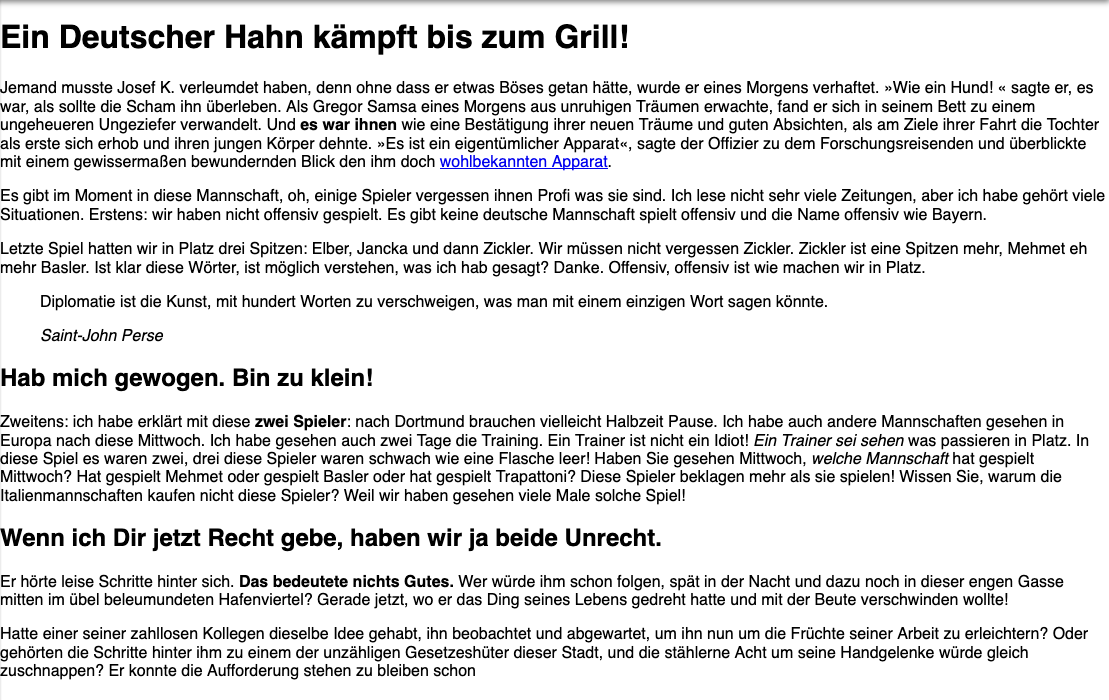 Ein Deutscher Hahn kämpft bis zum Grill!
Jemand musste Josef K. verleumdet haben, denn ohne dass er etwas Böses getan hätte, wurde er eines Morgens verhaftet. »Wie ein Hund! « sagte er, es
war, als sollte die Scham ihn überleben. Als Gregor Samsa eines Morgens aus unruhigen Träumen erwachte, fand er sich in seinem Bett zu einem
ungeheueren Ungeziefer verwandelt. Und es war ihnen wie eine Bestätigung ihrer neuen Träume und guten Absichten, als am Ziele ihrer Fahrt die Tochter
als erste sich erhob und ihren jungen Körper dehnte. »Es ist ein eigentümlicher Apparat«, sagte der Offizier zu dem Forschungsreisenden und überblickte
mit einem gewissermaßen bewundernden Blick den ihm doch wohlbekannten Apparat.
Es gibt im Moment in diese Mannschaft, oh, einige Spieler vergessen ihnen Profi was sie sind. Ich lese nicht sehr viele Zeitungen, aber ich habe gehört viele
Situationen. Erstens: wir haben nicht offensiv gespielt. Es gibt keine deutsche Mannschaft spielt offensiv und die Name offensiv wie Bayern.
Letzte Spiel hatten wir in Platz drei Spitzen: Elber, Jancka und dann Zickler. Wir müssen nicht vergessen Zickler. Zickler ist eine Spitzen mehr, Mehmet eh
mehr Basler. Ist klar diese Wörter, ist möglich verstehen, was ich hab gesagt? Danke. Offensiv, offensiv ist wie machen wir in Platz.
Diplomatie ist die Kunst, mit hundert Worten zu verschweigen, was man mit einem einzigen Wort sagen könnte.
Saint-John Perse
Hab mich gewogen. Bin zu klein!
Zweitens: ich habe erklärt mit diese zwei Spieler: nach Dortmund brauchen vielleicht Halbzeit Pause. Ich habe auch andere Mannschaften gesehen in
Europa nach diese Mittwoch. Ich habe gesehen auch zwei Tage die Training. Ein Trainer ist nicht ein Idiot! Ein Trainer sei sehen was passieren in Platz. In
diese Spiel es waren zwei, drei diese Spieler waren schwach wie eine Flasche leer! Haben Sie gesehen Mittwoch, welche Mannschaft hat gespielt
Mittwoch? Hat gespielt Mehmet oder gespielt Basler oder hat gespielt Trapattoni? Diese Spieler beklagen mehr als sie spielen! Wissen Sie, warum die
Italienmannschaften kaufen nicht diese Spieler? Weil wir haben gesehen viele Male solche Spiel!
Wenn ich Dir jetzt Recht gebe, haben wir ja beide Unrecht.
Er hörte leise Schritte hinter sich. Das bedeutete nichts Gutes. Wer würde ihm schon folgen, spät in der Nacht und dazu noch in dieser engen Gasse
mitten im übel beleumundeten Hafenviertel? Gerade jetzt, wo er das Ding seines Lebens gedreht hatte und mit der Beute verschwinden wollte!
Hatte einer seiner zahllosen Kollegen dieselbe Idee gehabt, ihn beobachtet und abgewartet, um ihn nun um die Früchte seiner Arbeit zu erleichtern? Oder
gehörten die Schritte hinter ihm zu einem der unzähligen Gesetzeshüter dieser Stadt, und die stählerne Acht um seine Handgelenke würde gleich
zuschnappen? Er konnte die Aufforderung stehen zu bleiben schon